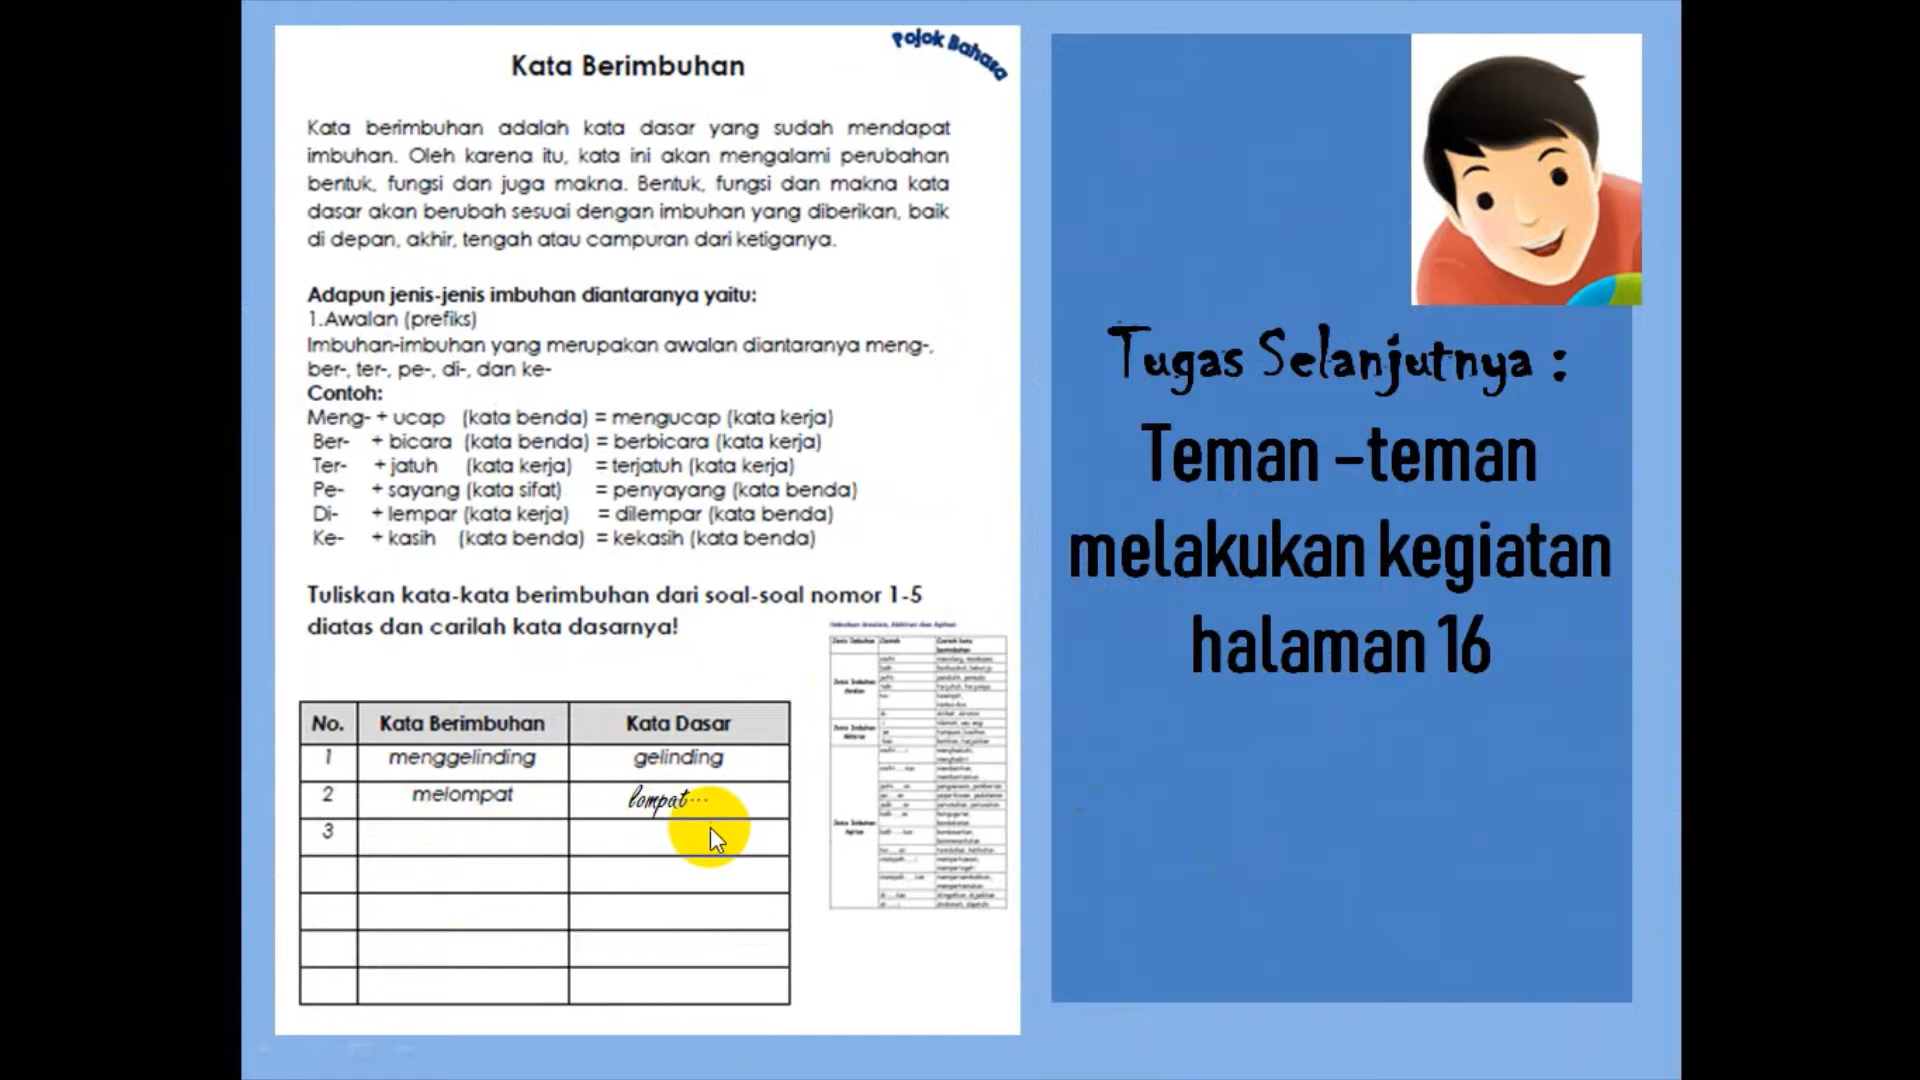 Pojok Bahasa
Kata Berimbuhan
Kata berimbuhan adalah kata dasar yang sudah mendapat
imbuhan. Oleh karena itu, kata ini akan mengalami perubahan
bentuk, fungsi dan juga makna. Bentuk, fungsi dan makna kata
dasar akan berubah sesuai dengan imbuhan yang diberikan, baik
di depan, akhir, tengah atau campuran dari ketiganya.
Adapun jenis-jenis imbuhan diantaranya yaitu:
1.Awalan (prefiks)
Imbuhan-imbuhan yang merupakan awalan diantaranya meng-,
ber-, ter-, pe-, di-, dan ke-
Contoh:
Meng- + ucap (kata benda) = mengucap (kata kerja)
Ber- + bicara (kata benda) = berbicara (kata kerja)
Ter- + jatuh (kata kerja) = terjatuh (kata kerja)
Pe- + sayang (kata sifat) = penyayang (kata benda)
Di- + lempar (kata kerja) = dilempar (kata benda)
Ke- + kasih (kata benda) = kekasih (kata benda)
Tuliskan kata-kata berimbuhan dari soal-soal nomor 1-5
diatas dan carilah kata dasarnya!
No. Kata Berimbuhan Kata Dasar
1 menggelinding gelinding
2 melompat lompat...
3
Tugas Selanjutnya :
Teman –teman
melakukan kegiatan
halaman 16